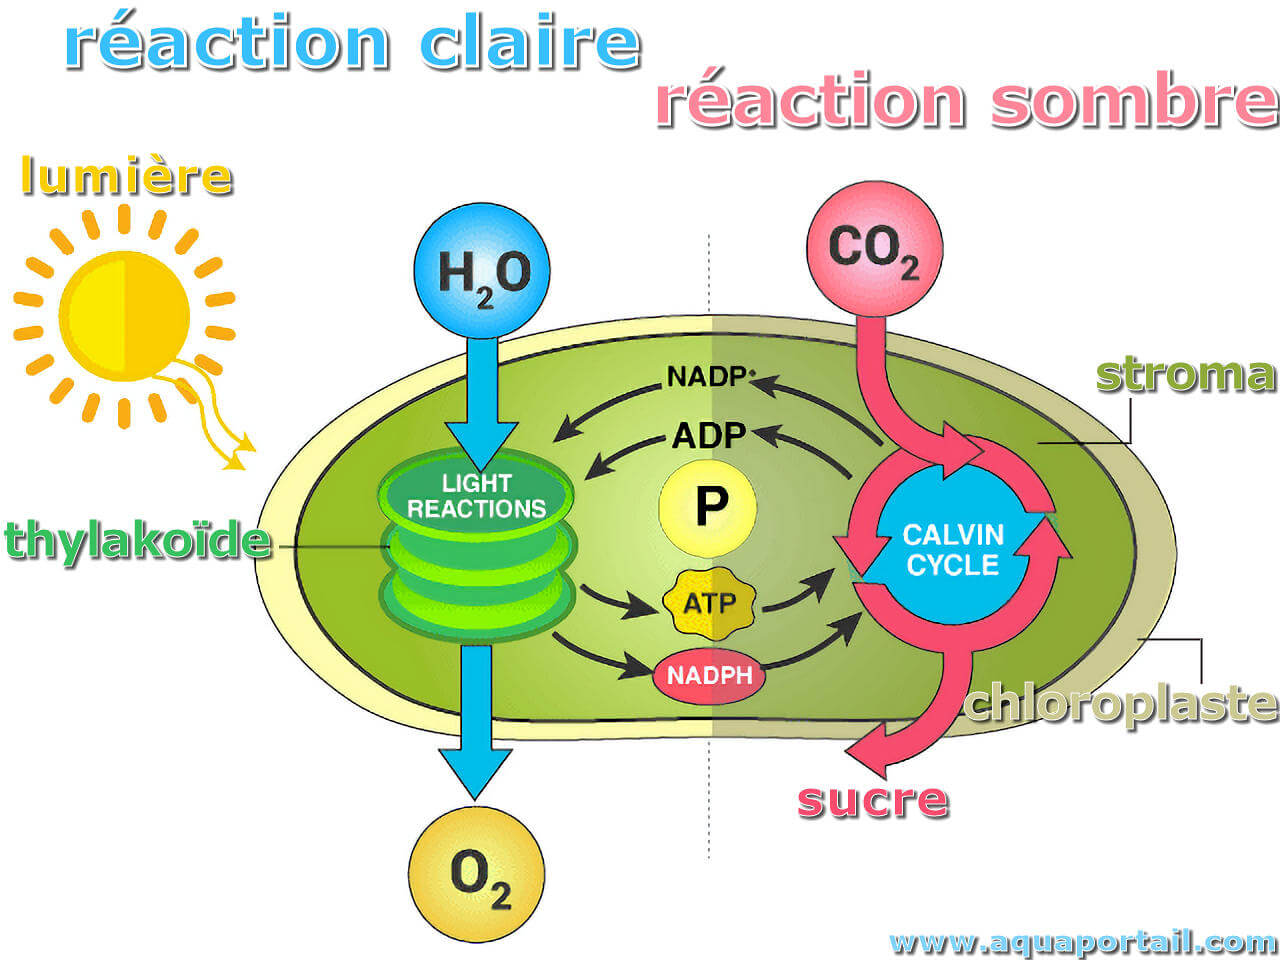 réaction claire
réaction sombre
lumière
H₂O
CO₂
NADP⁺
stroma
ADP
LIGHT
REACTIONS
P
thylakoïde
CALVIN
CYCLE
ATP
NADPH
chloroplaste
sucre
O₂
www.aquaportail.com